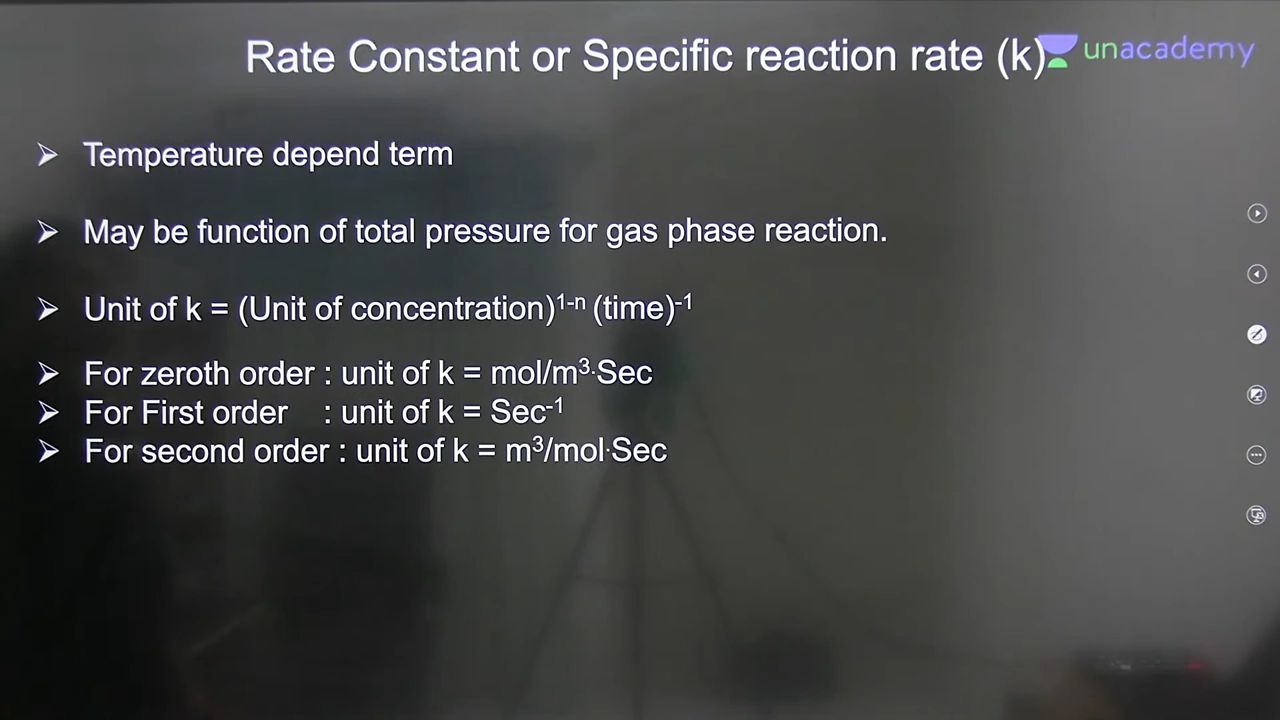 Rate Constant or Specific reaction rate (k)
unacademy
➢ Temperature depend term
➢ May be function of total pressure for gas phase reaction.
➢ Unit of k = (Unit of concentration)¹⁻ⁿ (time)⁻¹
➢ For zeroth order : unit of k = mol/m³·Sec
➢ For First order : unit of k = Sec⁻¹
➢ For second order : unit of k = m³/mol·Sec